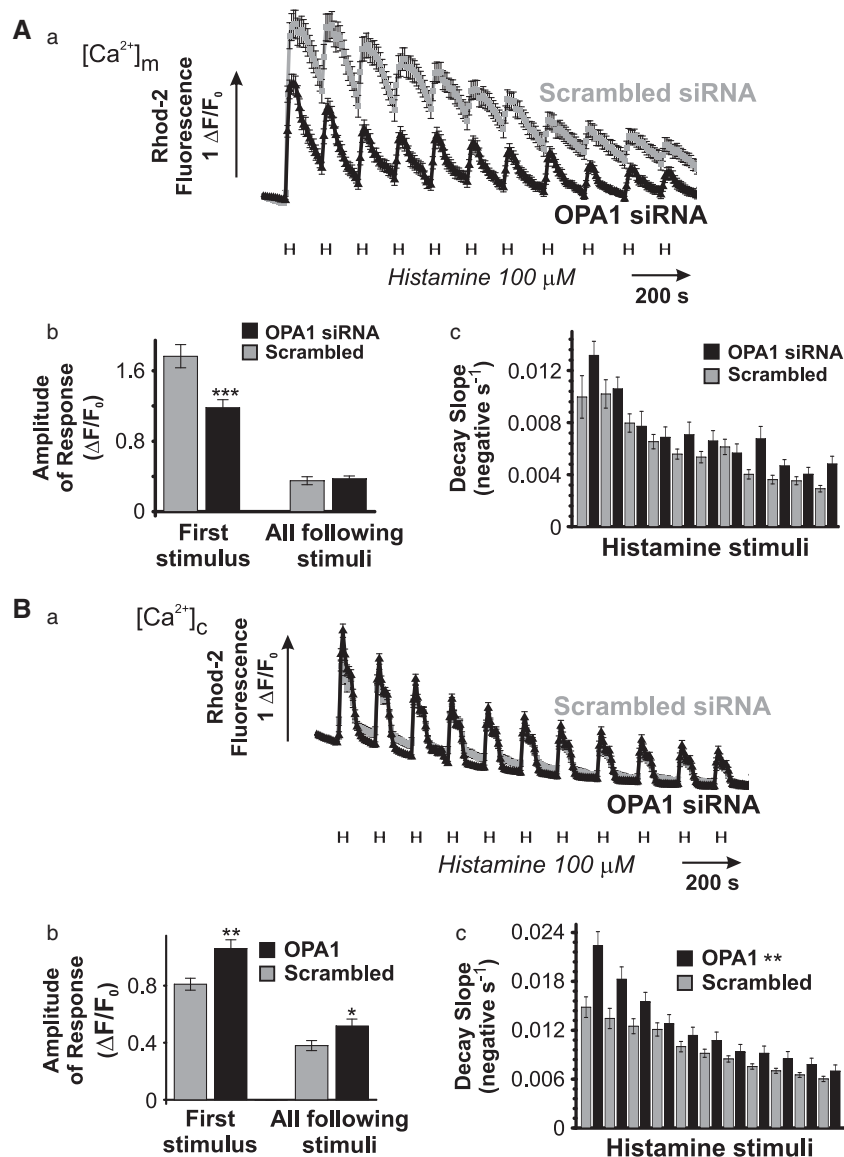 A a
[Ca²⁺]m
Rhod-2
Fluorescence
1 ΔF/F₀
Scrambled siRNA
OPA1 siRNA
H H H H H H H H H H H
Histamine 100 μM
200 s
b
OPA1 siRNA
Scrambled
Amplitude
of Response
(ΔF/F₀)
1.6
0.8
0
***
First
stimulus
All following
stimuli
c
OPA1 siRNA
Scrambled
Decay Slope
(negative s⁻¹)
0.012
0.008
0.004
0
Histamine stimuli
B a
[Ca²⁺]c
Rhod-2
Fluorescence
1 ΔF/F₀
Scrambled siRNA
OPA1 siRNA
H H H H H H H H H H H
Histamine 100 μM
200 s
b
OPA1
Scrambled
Amplitude
of Response
(ΔF/F₀)
0.8
0.4
0
**
*
First
stimulus
All following
stimuli
c
OPA1 **
Scrambled
Decay Slope
(negative s⁻¹)
0.024
0.018
0.012
0.006
0
Histamine stimuli